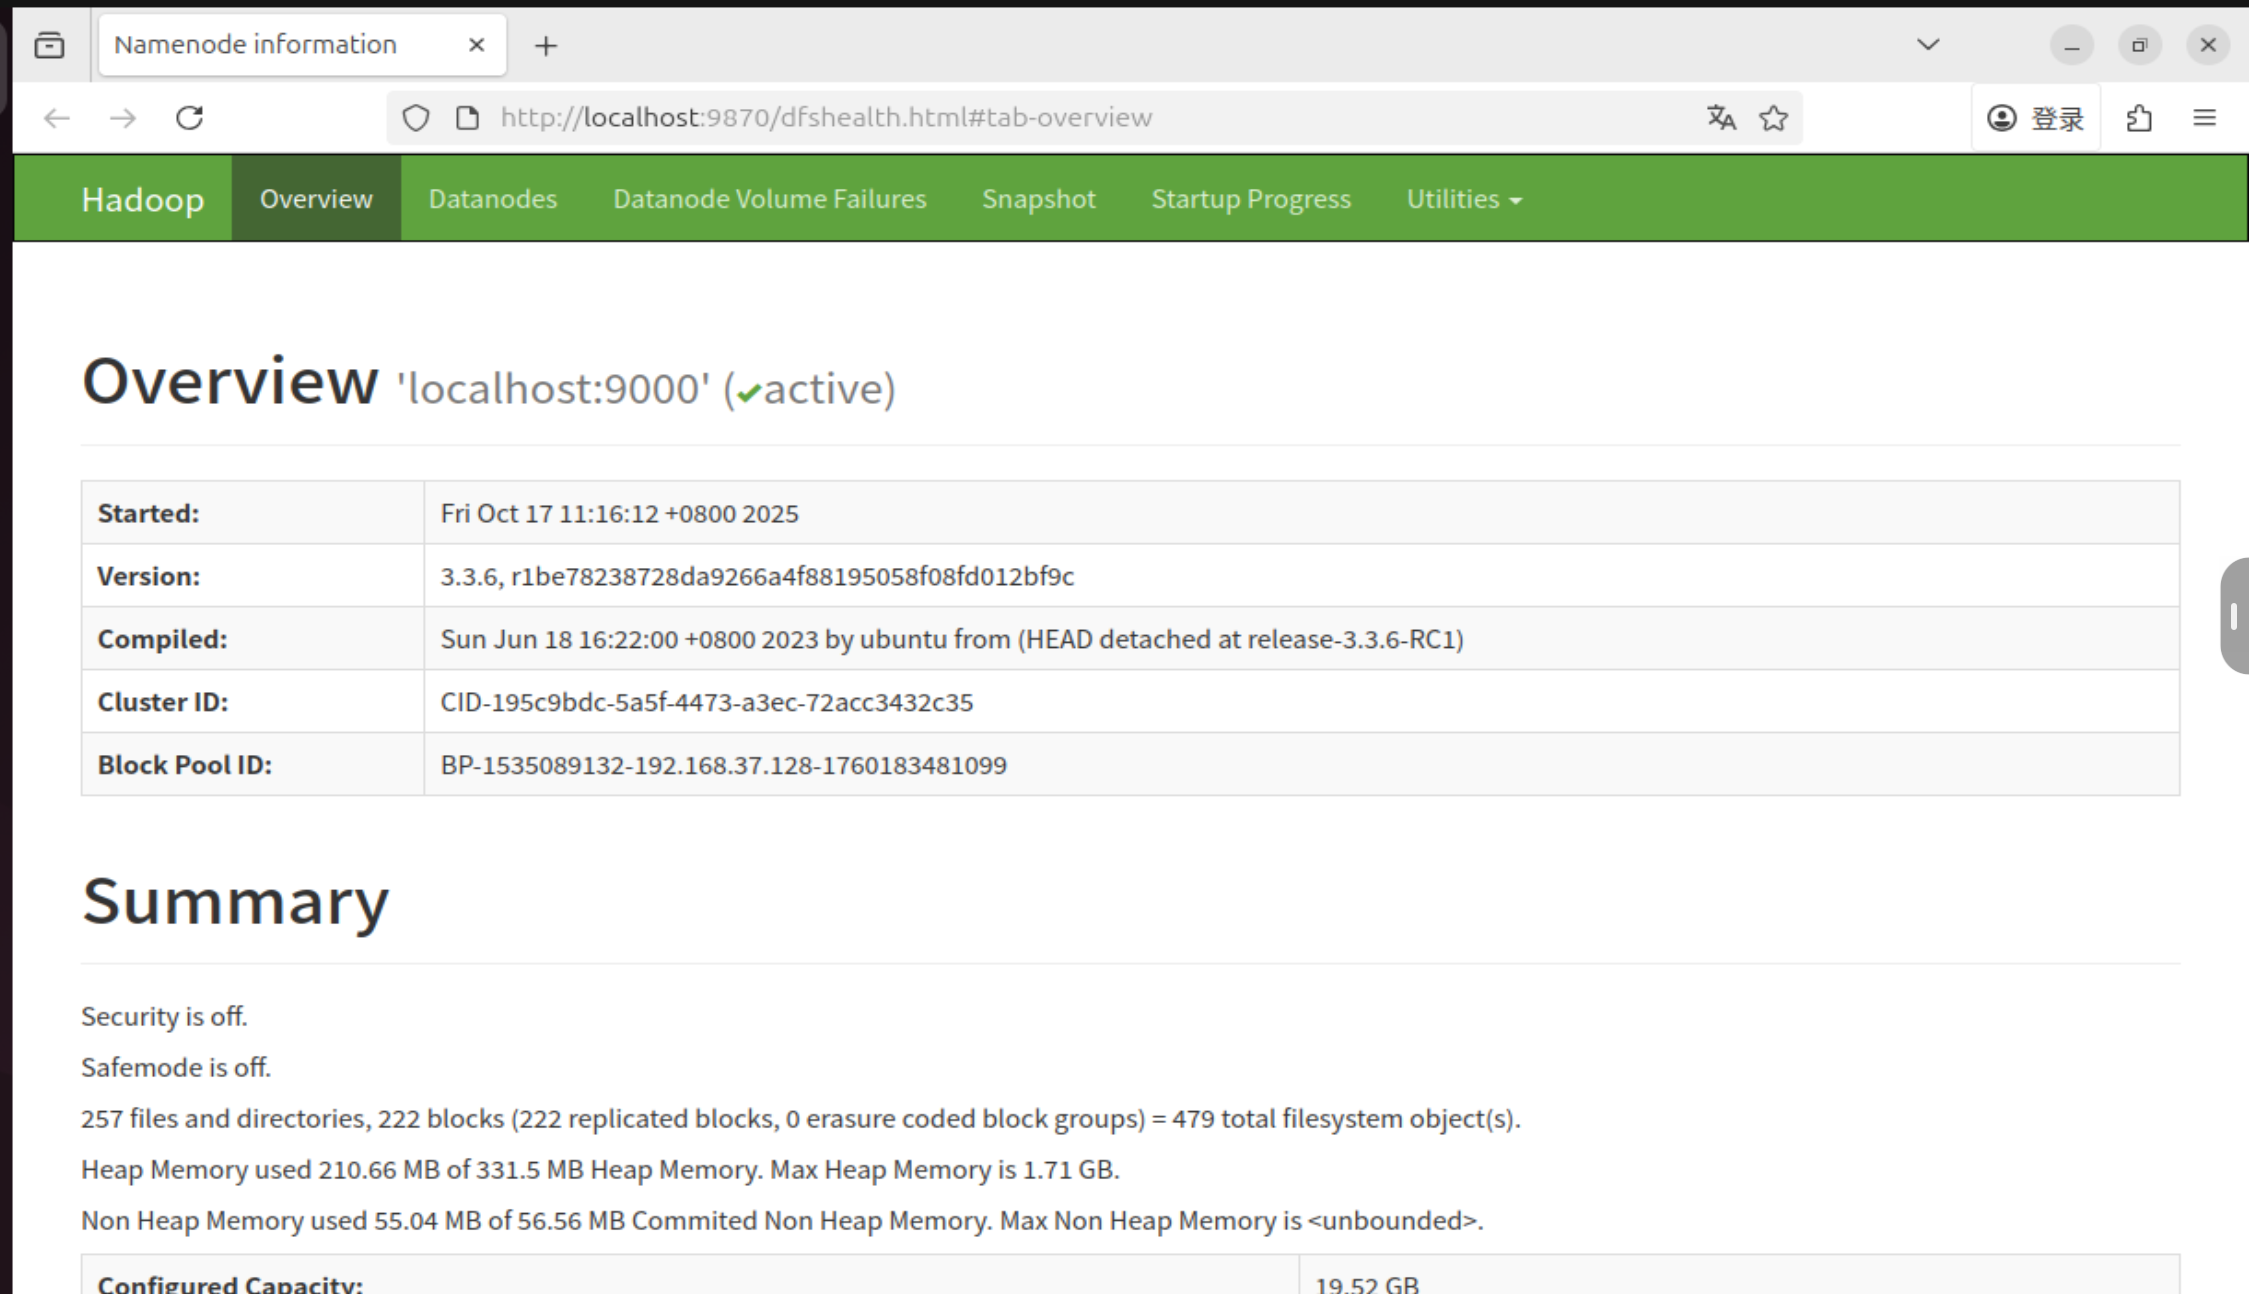 Namenode information
http://localhost:9870/dfshealth.html#tab-overview
登录
Hadoop Overview Datanodes Datanode Volume Failures Snapshot Startup Progress Utilities
Overview 'localhost:9000' (✔active)
Started: Fri Oct 17 11:16:12 +0800 2025
Version: 3.3.6, r1be78238728da9266a4f88195058f08fd012bf9c
Compiled: Sun Jun 18 16:22:00 +0800 2023 by ubuntu from (HEAD detached at release-3.3.6-RC1)
Cluster ID: CID-195c9bdc-5a5f-4473-a3ec-72acc3432c35
Block Pool ID: BP-1535089132-192.168.37.128-1760183481099
Summary
Security is off.
Safemode is off.
257 files and directories, 222 blocks (222 replicated blocks, 0 erasure coded block groups) = 479 total filesystem object(s).
Heap Memory used 210.66 MB of 331.5 MB Heap Memory. Max Heap Memory is 1.71 GB.
Non Heap Memory used 55.04 MB of 56.56 MB Commited Non Heap Memory. Max Non Heap Memory is <unbounded>.
Configured Capacity: 19.52 GB